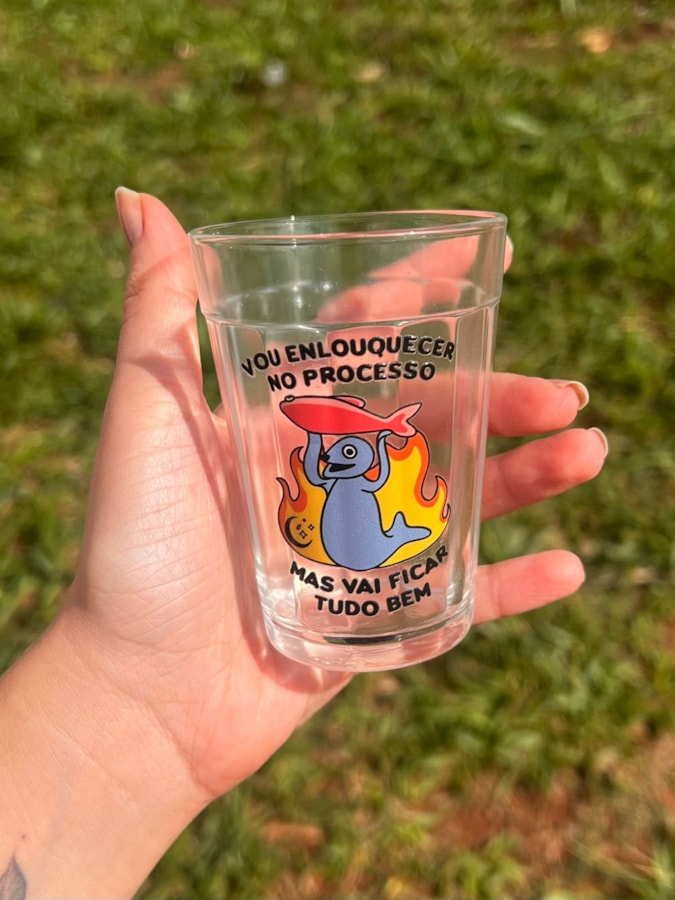 VOU ENLOUQUECER
NO PROCESSO
MAS VAI FICAR
TUDO BEM